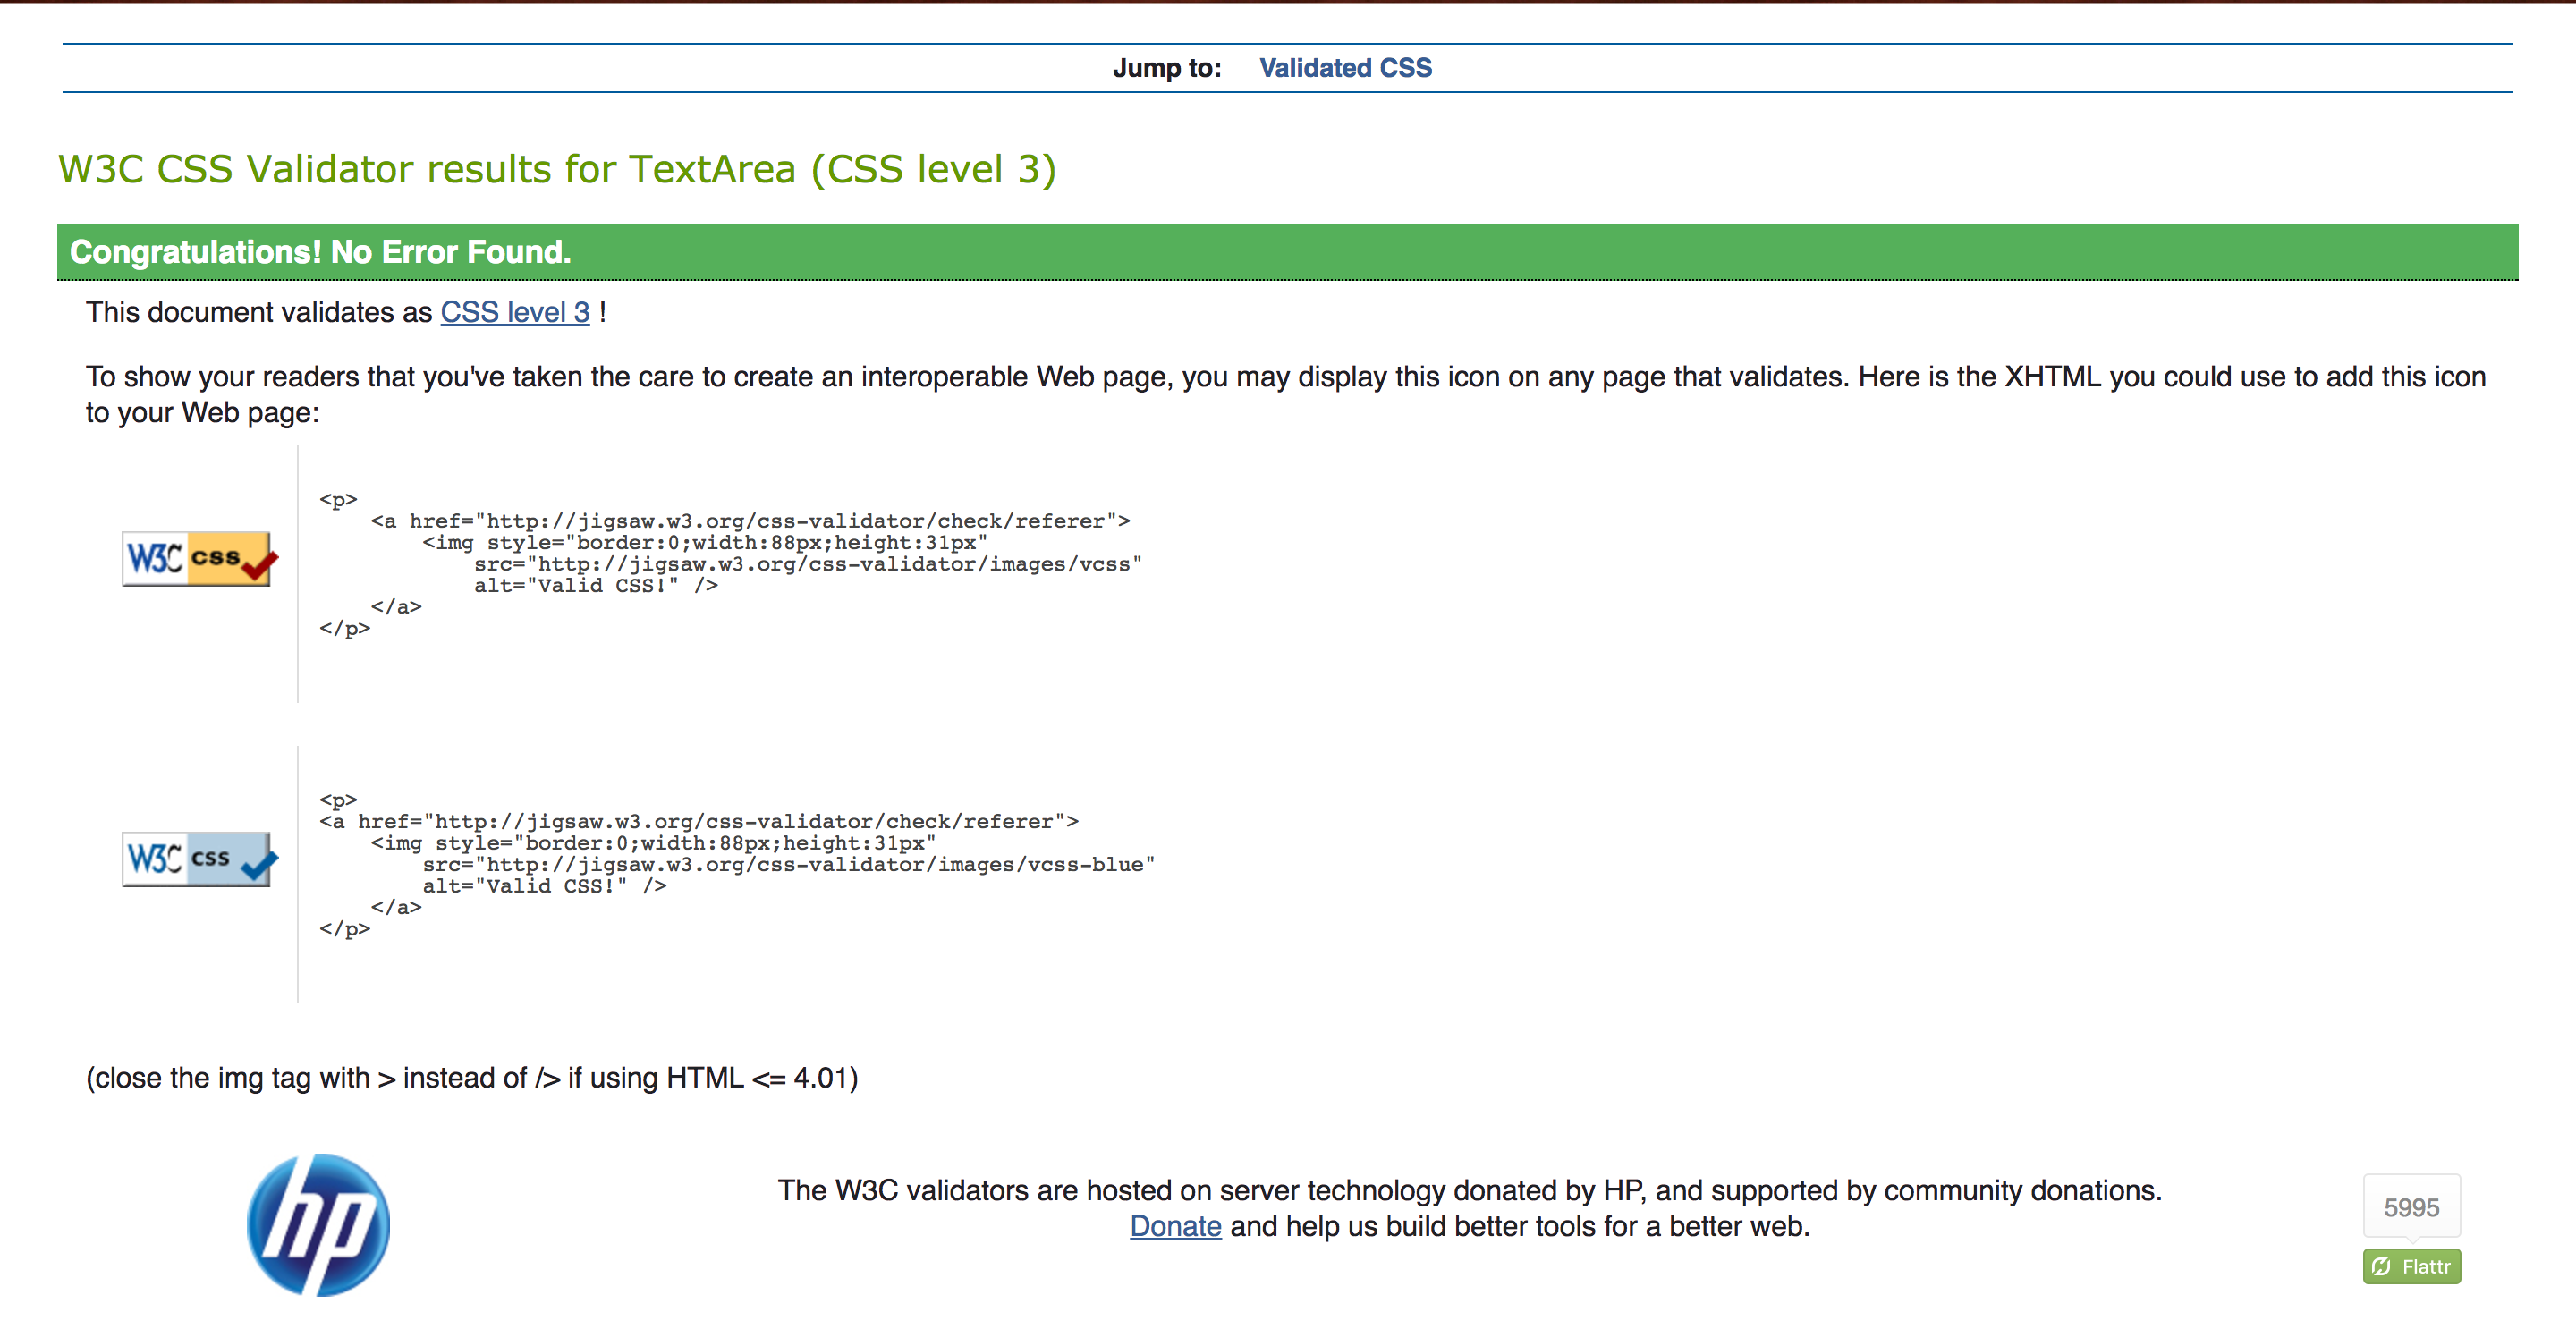 Jump to: Validated CSS
W3C CSS Validator results for TextArea (CSS level 3)
Congratulations! No Error Found.
This document validates as CSS level 3 !
To show your readers that you've taken the care to create an interoperable Web page, you may display this icon on any page that validates. Here is the XHTML you could use to add this icon
to your Web page:
W3C css
<p>
    <a href="http://jigsaw.w3.org/css-validator/check/referer">
        <img style="border:0;width:88px;height:31px"
            src="http://jigsaw.w3.org/css-validator/images/vcss"
            alt="Valid CSS!" />
    </a>
</p>
W3C css
<p>
<a href="http://jigsaw.w3.org/css-validator/check/referer">
    <img style="border:0;width:88px;height:31px"
        src="http://jigsaw.w3.org/css-validator/images/vcss-blue"
        alt="Valid CSS!" />
    </a>
</p>
(close the img tag with > instead of /> if using HTML <= 4.01)
hp
The W3C validators are hosted on server technology donated by HP, and supported by community donations.
Donate and help us build better tools for a better web.
5995
Flattr